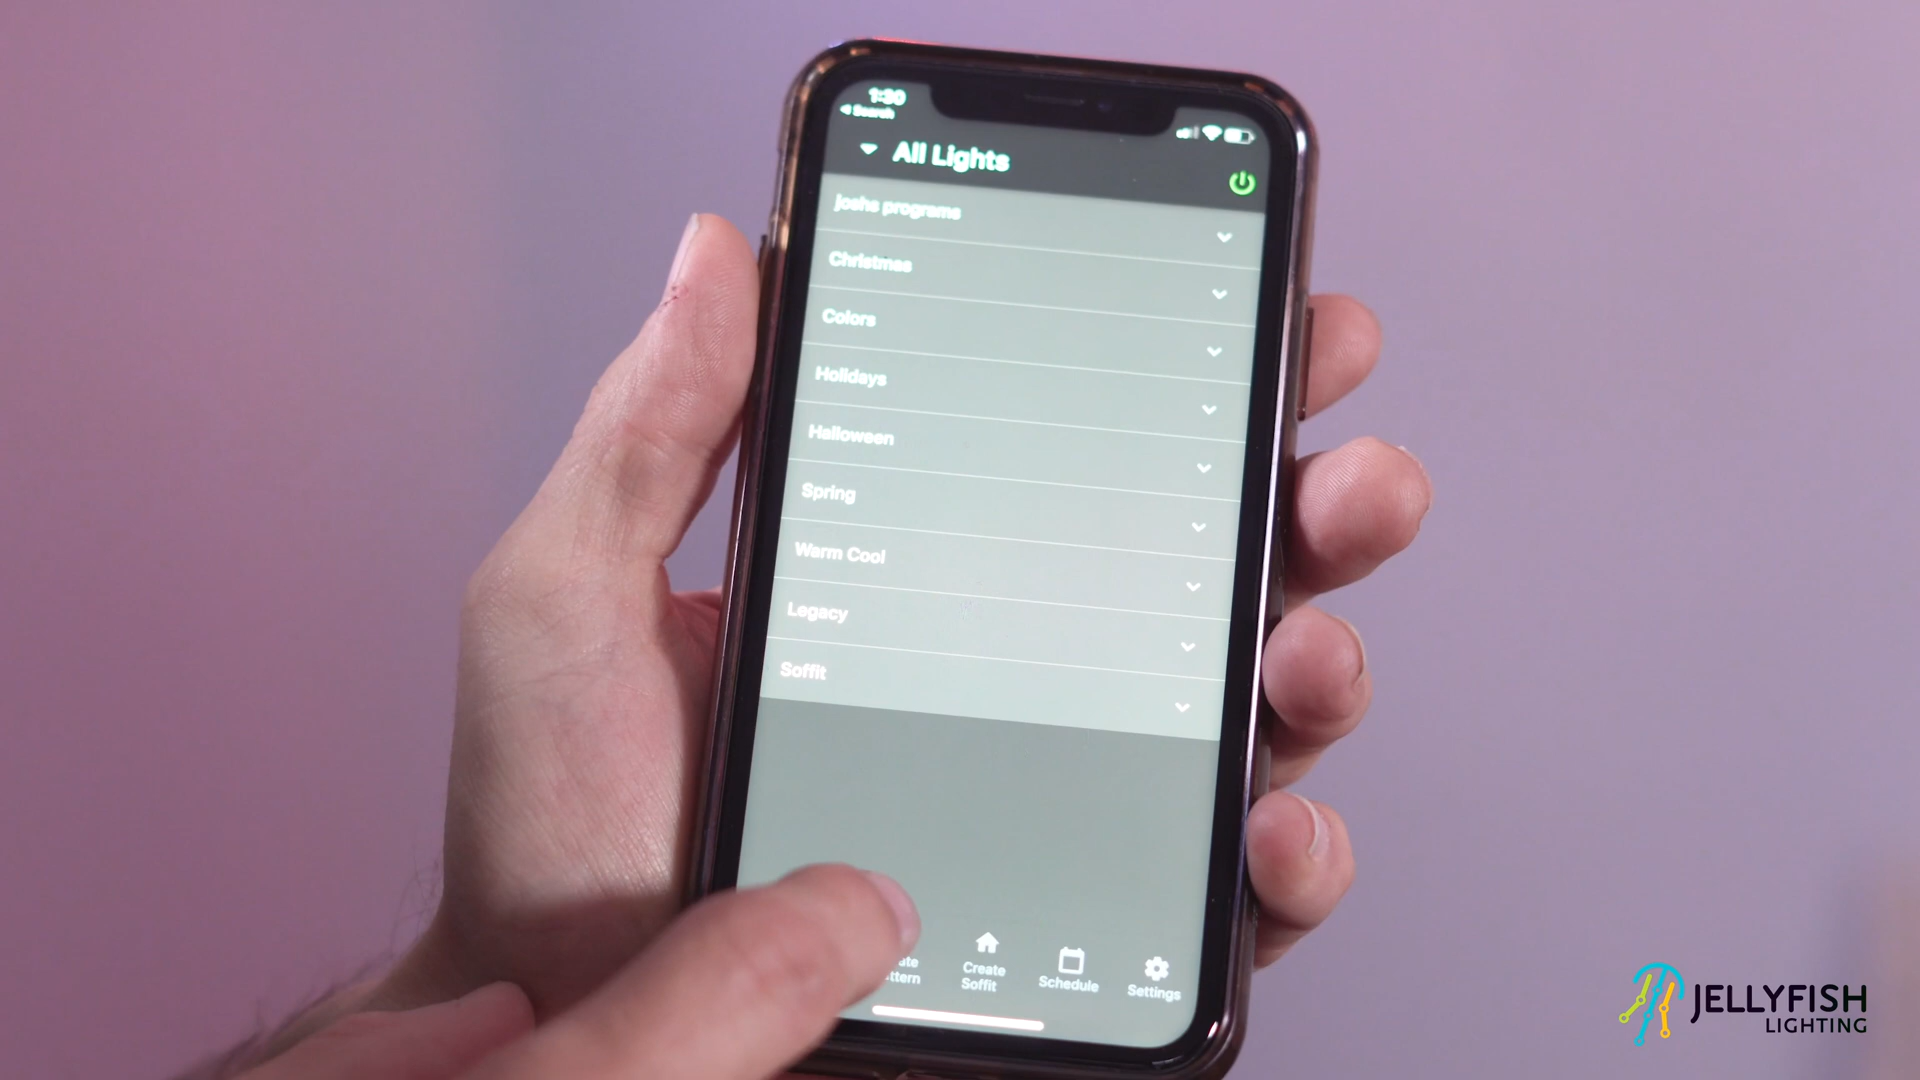 1:30
Search
All Lights
Joshs programs
Christmas
Colors
Holidays
Halloween
Spring
Warm Cool
Legacy
Soffit
ate
ttern
Create
Soffit
Schedule
Settings
JELLYFISH
LIGHTING